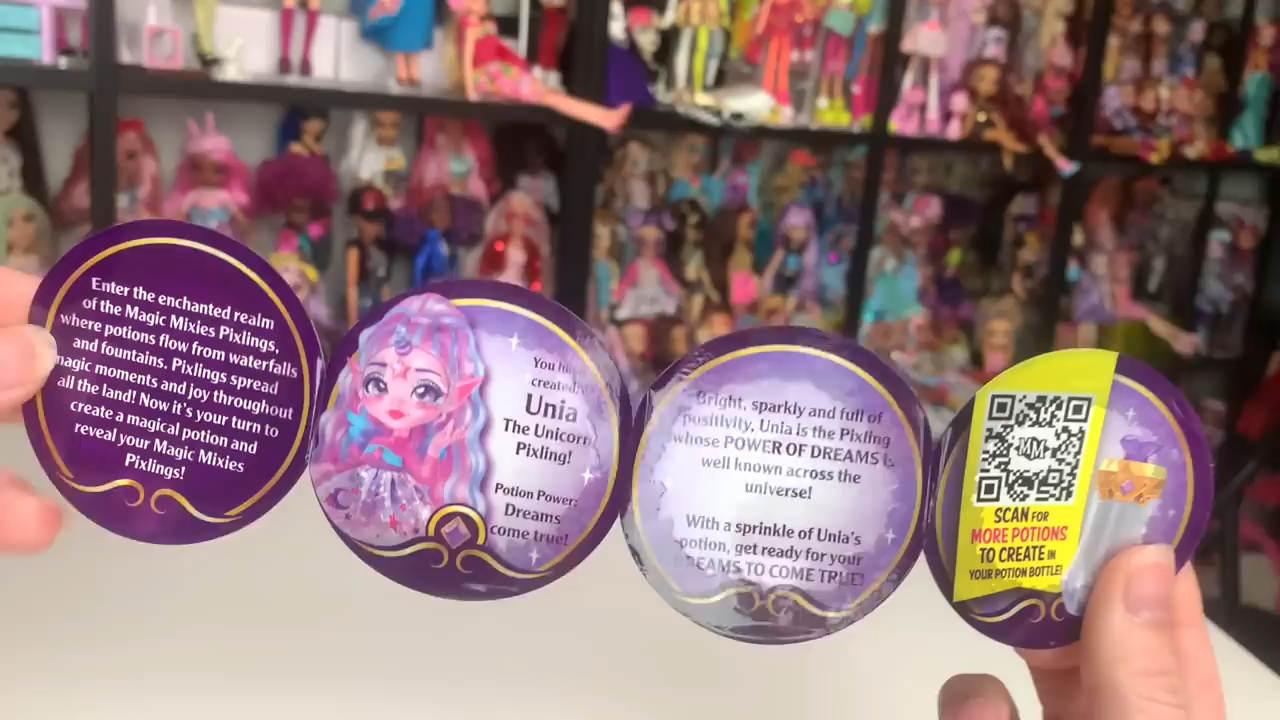 Enter the enchanted realm
of the Magic Mixies Pixlings,
where potions flow from waterfalls
and fountains. Pixlings spread
magic moments and joy throughout
all the land! Now it's your turn to
create a magical potion and
reveal your Magic Mixies
Pixlings!
You
created
Unia
The Unicorn
Pixling!
Potion Power:
Dreams
come true!
Bright, sparkly and full of
positivity, Unia is the Pixling
whose POWER OF DREAMS is
well known across the
universe!
With a sprinkle of Unia's
potion, get ready for your
DREAMS TO COME TRUE!
MM
SCAN FOR
MORE POTIONS
TO CREATE IN
YOUR POTION BOTTLE!